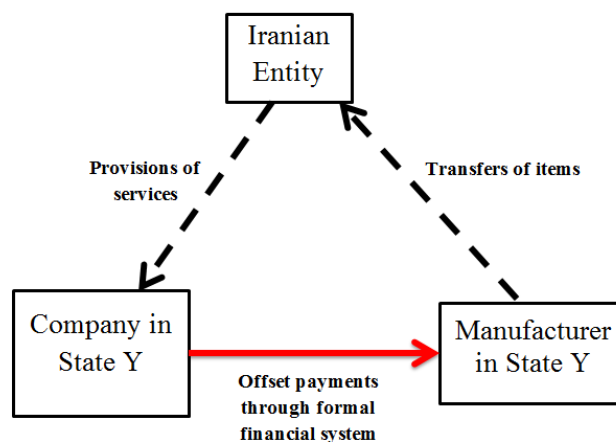 Iranian
Entity
Provisions of
services
Transfers of items
Company in
State Y
Manufacturer
in State Y
Offset payments
through formal
financial system